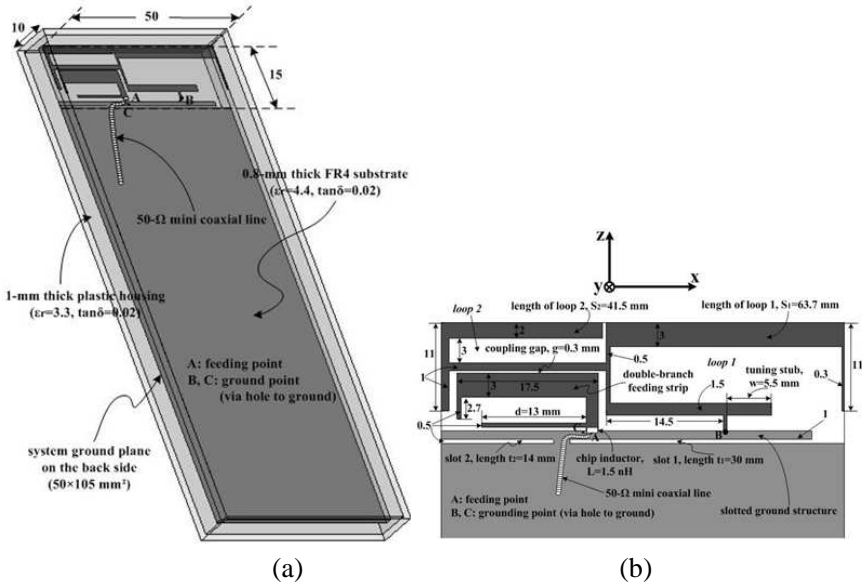 50
10
15
A
B
C
0.8-mm thick FR4 substrate
(εr=4.4, tanδ=0.02)
50-Ω mini coaxial line
1-mm thick plastic housing
(εr=3.3, tanδ=0.02)
A: feeding point
B, C: ground point
(via hole to ground)
system ground plane
on the back side
(50×105 mm²)
(a)
z
y
x
length of loop 2, S2=41.5 mm
length of loop 1, S1=63.7 mm
loop 2
2
3
3
11
coupling gap, g=0.3 mm
0.5
loop 1
tuning stub,
w=5.5 mm
0.3
11
1
3
17.5
double-branch
feeding strip
1.5
2.7
d=13 mm
14.5
1
0.5
C
A
B
slot 2, length t2=14 mm
chip inductor,
L=1.5 nH
slot 1, length t1=30 mm
50-Ω mini coaxial line
A: feeding point
B, C: grounding point (via hole to ground)
slotted ground structure
(b)